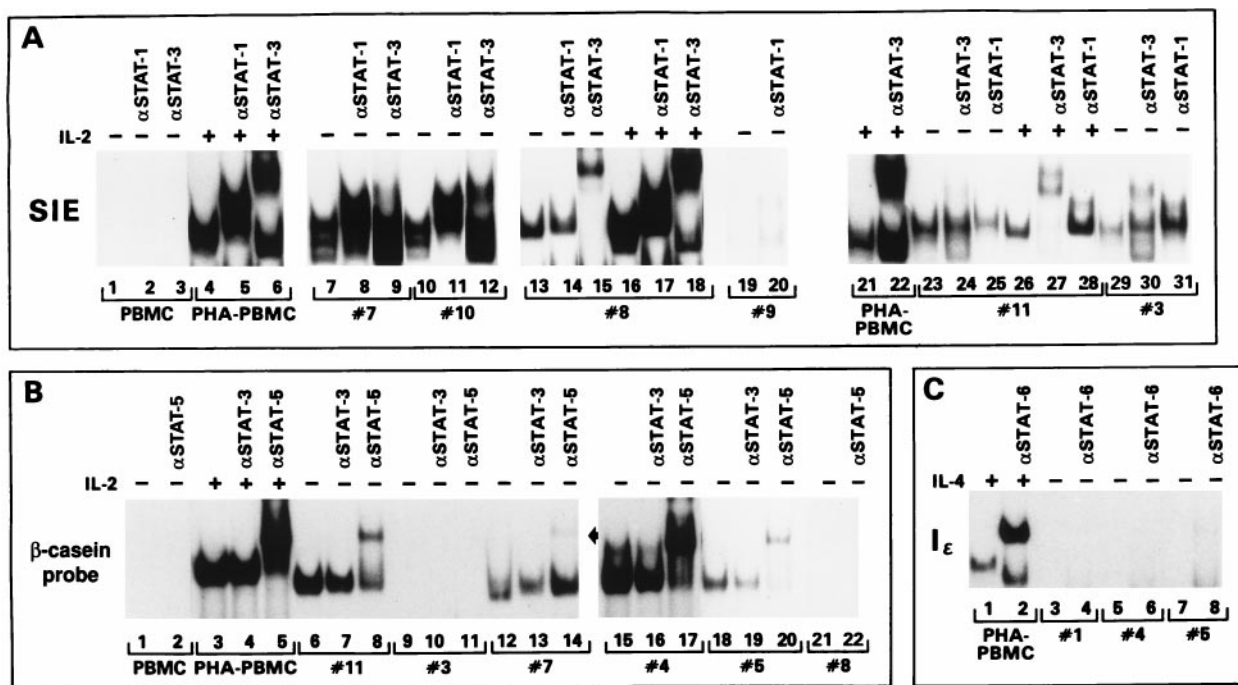 A
αSTAT-1 αSTAT-3 αSTAT-1 αSTAT-3 αSTAT-1 αSTAT-3 αSTAT-1 αSTAT-3 αSTAT-1 αSTAT-3 αSTAT-1 αSTAT-3 αSTAT-1 αSTAT-3 αSTAT-3 αSTAT-1 αSTAT-3 αSTAT-1 αSTAT-3 αSTAT-1
IL-2 − − − + + + − − − − − − − − − + + + − − + + − − − + + + − − −
SIE
1 2 3 4 5 6 7 8 9 10 11 12 13 14 15 16 17 18 19 20 21 22 23 24 25 26 27 28 29 30 31
PBMC PHA-PBMC #7 #10 #8 #9 PHA-PBMC #11 #3
B
αSTAT-5 αSTAT-3 αSTAT-5 αSTAT-3 αSTAT-5 αSTAT-3 αSTAT-5 αSTAT-3 αSTAT-5 αSTAT-3 αSTAT-5 αSTAT-3 αSTAT-5 αSTAT-5
IL-2 − − + + + − − − − − − − − − − − − − − − − −
β-casein
probe
1 2 3 4 5 6 7 8 9 10 11 12 13 14 15 16 17 18 19 20 21 22
PBMC PHA-PBMC #11 #3 #7 #4 #5 #8
C
αSTAT-6 αSTAT-6 αSTAT-6 αSTAT-6
IL-4 + + − − − − − −
Iε
1 2 3 4 5 6 7 8
PHA-PBMC #1 #4 #5